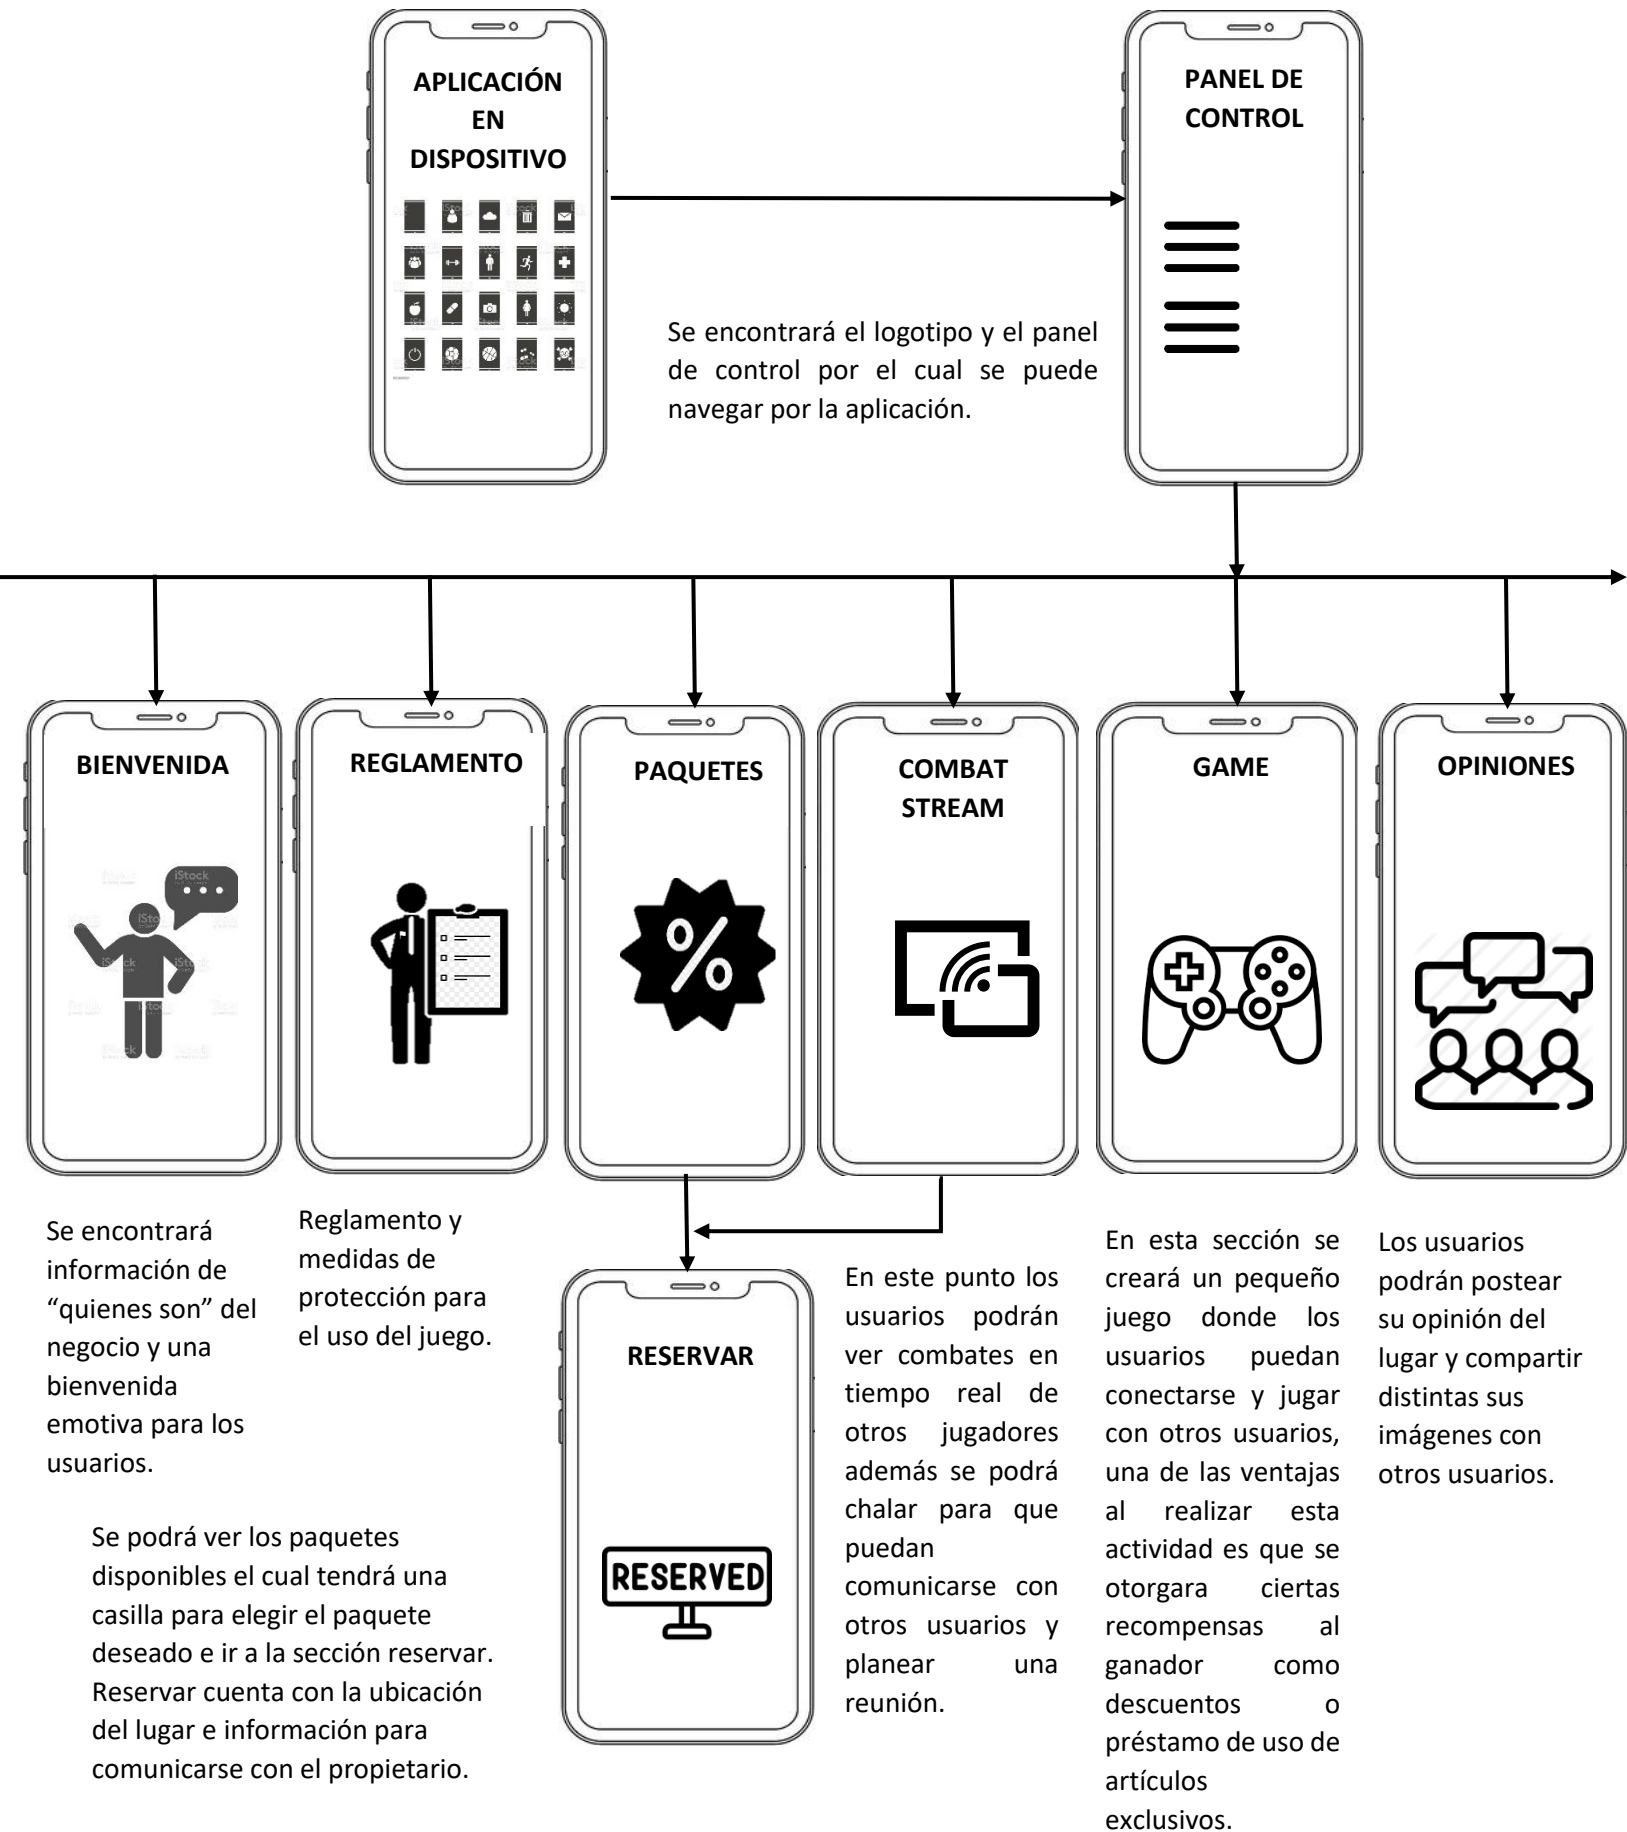 APLICACIÓN
EN
DISPOSITIVO
PANEL DE
CONTROL
Se encontrará el logotipo y el panel
de control por el cual se puede
navegar por la aplicación.
BIENVENIDA
REGLAMENTO
PAQUETES
COMBAT
STREAM
GAME
OPINIONES
iStock
Se encontrará
información de
“quienes son” del
negocio y una
bienvenida
emotiva para los
usuarios.
Reglamento y
medidas de
protección para
el uso del juego.
Se podrá ver los paquetes
disponibles el cual tendrá una
casilla para elegir el paquete
deseado e ir a la sección reservar.
Reservar cuenta con la ubicación
del lugar e información para
comunicarse con el propietario.
RESERVAR
RESERVED
En este punto los
usuarios podrán
ver combates en
tiempo real de
otros jugadores
además se podrá
chalar para que
puedan
comunicarse con
otros usuarios y
planear una
reunión.
En esta sección se
creará un pequeño
juego donde los
usuarios puedan
conectarse y jugar
con otros usuarios,
una de las ventajas
al realizar esta
actividad es que se
otorgara ciertas
recompensas al
ganador como
descuentos o
préstamo de uso de
artículos
exclusivos.
Los usuarios
podrán postear
su opinión del
lugar y compartir
distintas sus
imágenes con
otros usuarios.